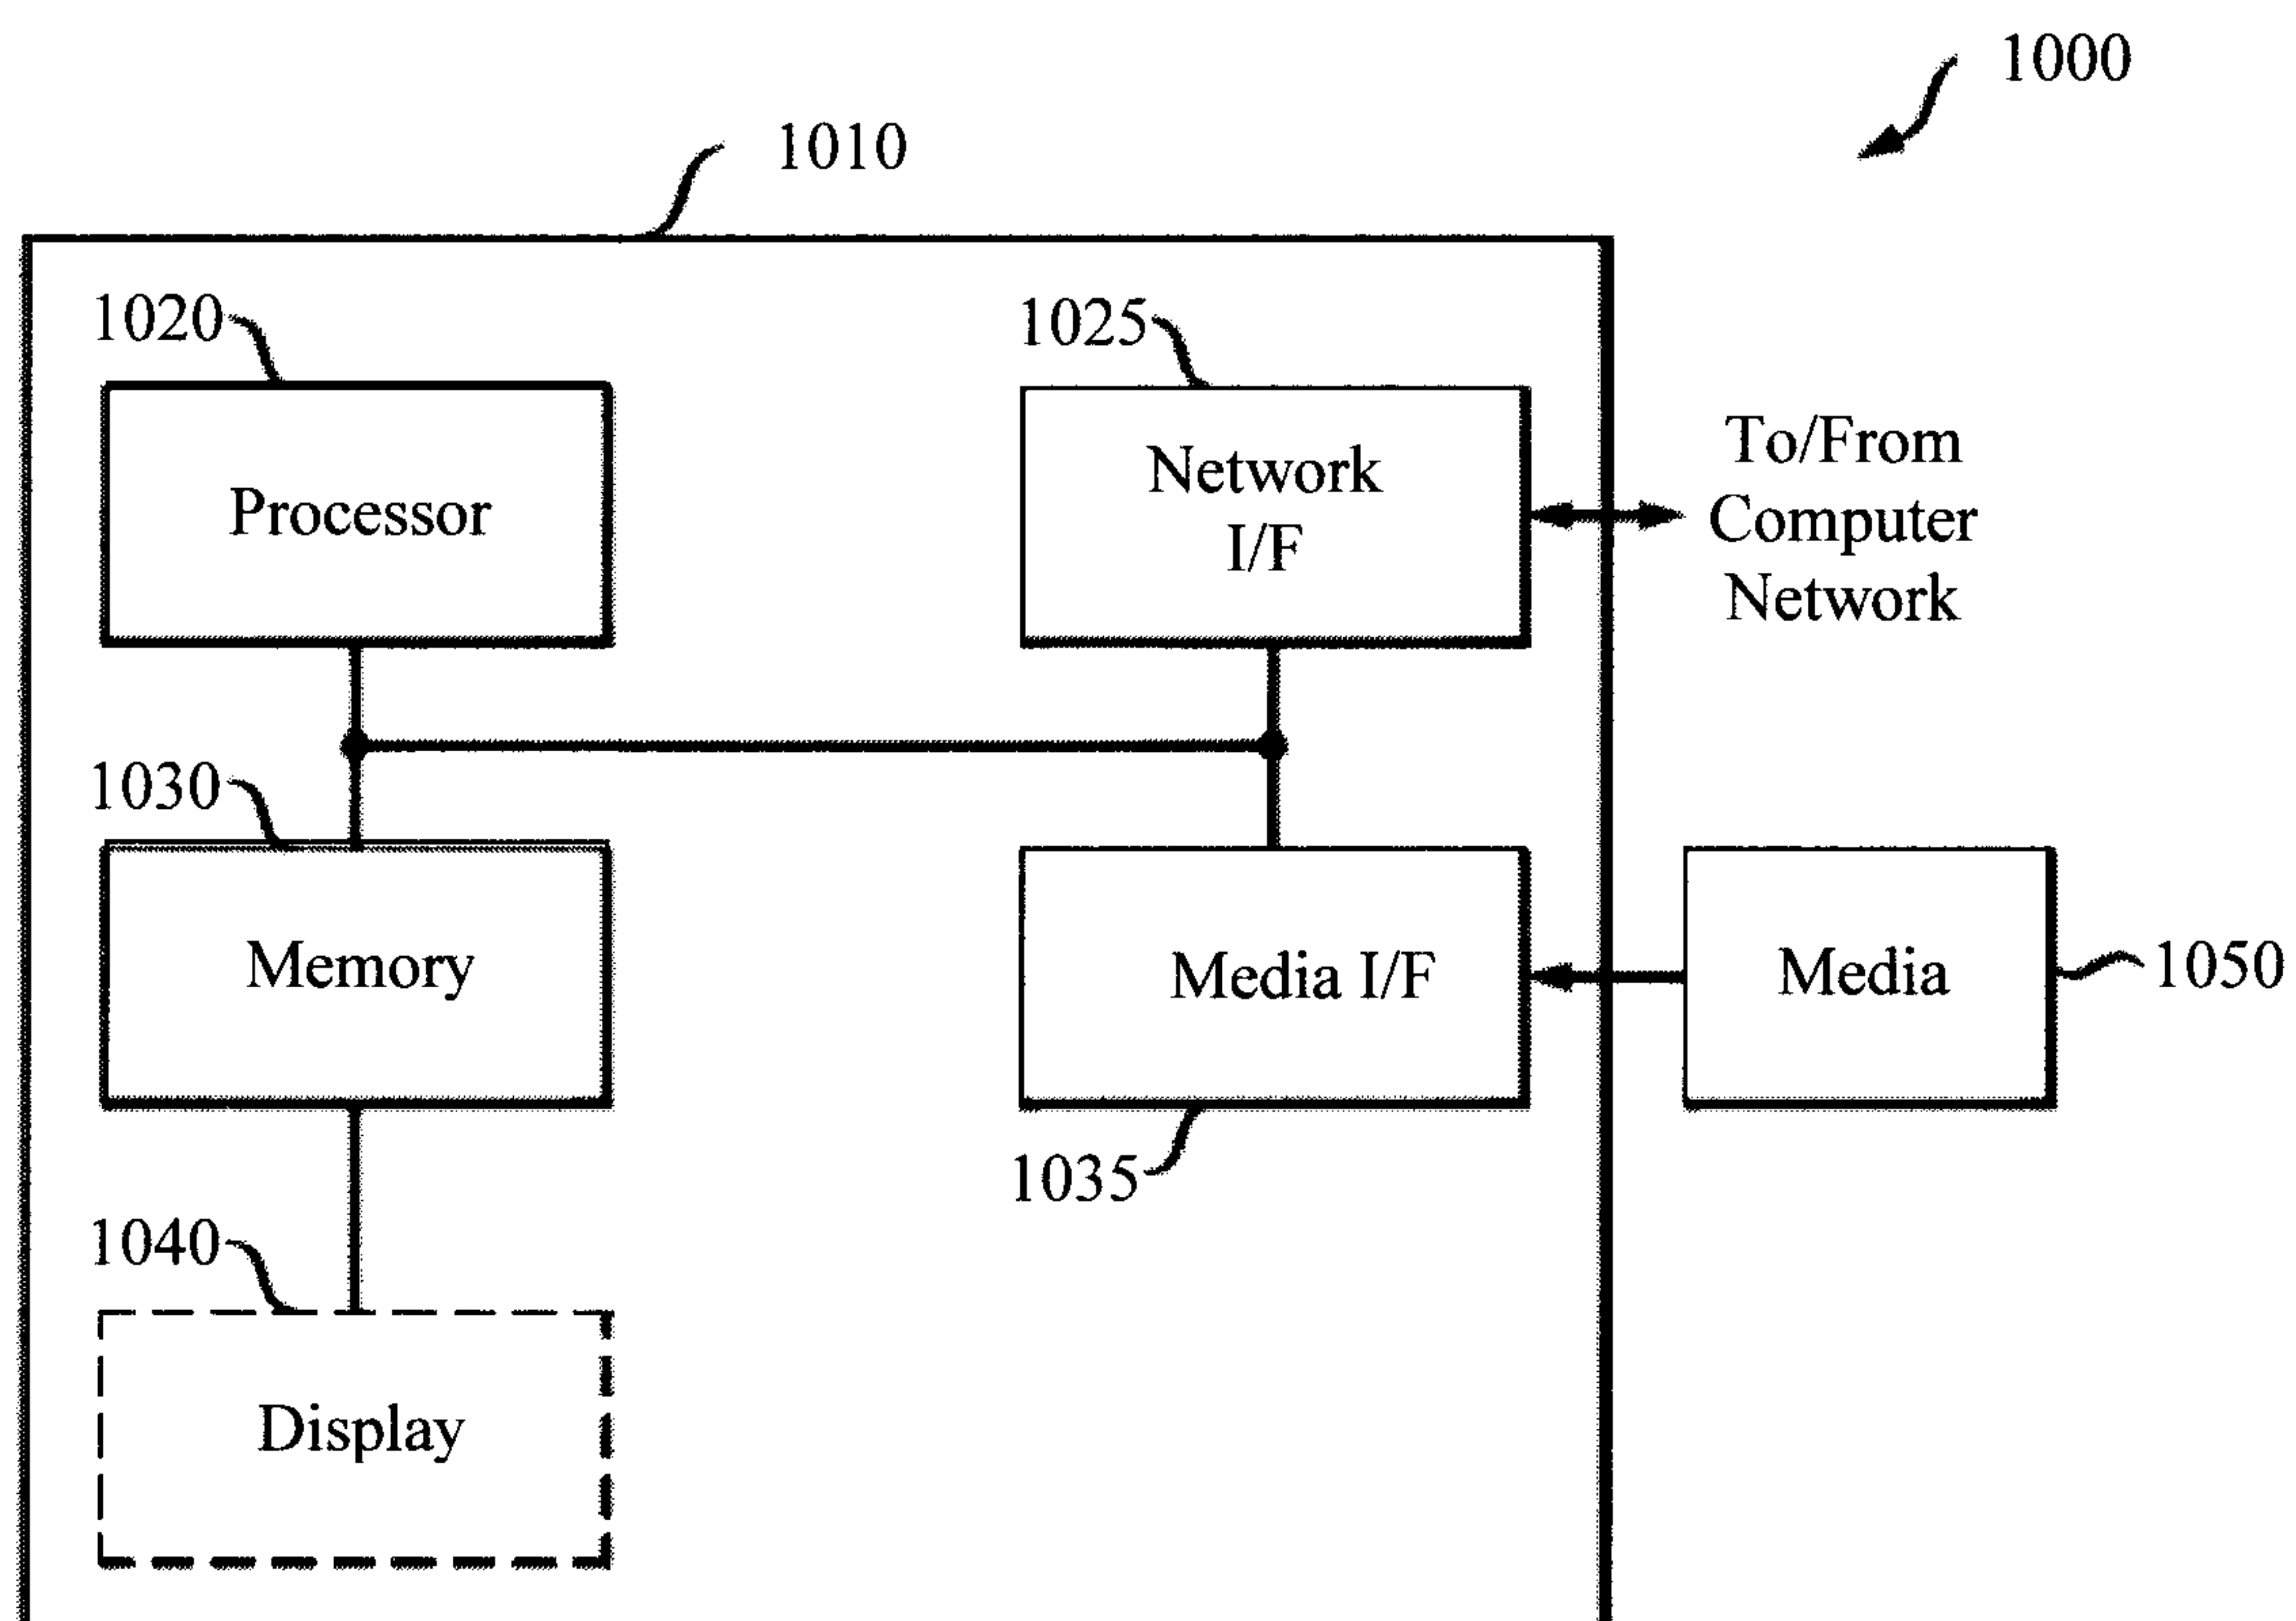 1000
1010
1020
1025
Processor
Network
I/F
To/From
Computer
Network
1030
Memory
Media I/F
Media
1050
1035
1040
Display